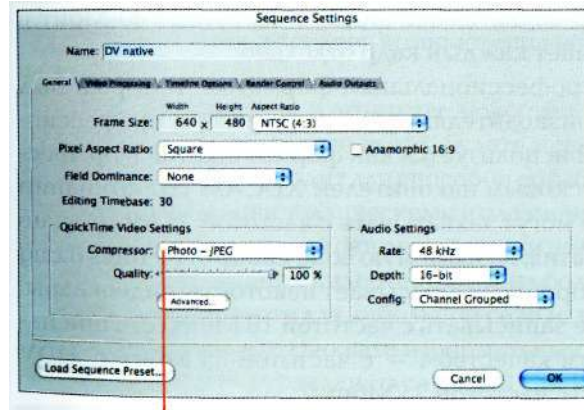 Sequence Settings
Name: DV native
General Video Processing Timeline Options Render Control Audio Outputs
Width Height Aspect Ratio
Frame Size: 640 x 480 NTSC (4:3)
Pixel Aspect Ratio: Square Anamorphic 16:9
Field Dominance: None
Editing Timebase: 30
QuickTime Video Settings
Compressor: Photo – JPEG
Quality: 100 %
Advanced...
Audio Settings
Rate: 48 kHz
Depth: 16-bit
Config: Channel Grouped
Load Sequence Preset...
Cancel OK